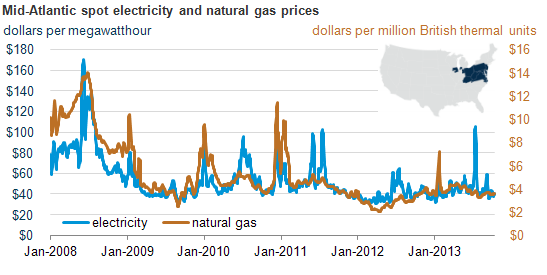 Mid-Atlantic spot electricity and natural gas prices
dollars per megawatthour dollars per million British thermal units
$180 $16
$160 $14
$140 $12
$120
$100 $10
$80 $8
$60 $6
$40 $4
$20 $2
$0 $0
electricity natural gas
Jan-2008 Jan-2009 Jan-2010 Jan-2011 Jan-2012 Jan-2013